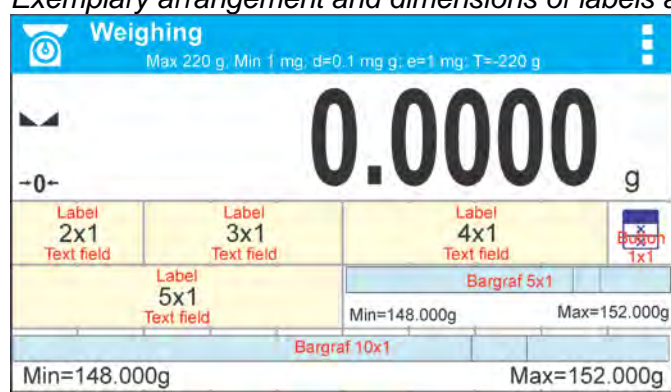 Exemplary arrangement and dimensions of labels a
Weighing
Max 220 g, Min 1 mg; d=0.1 mg g; e=1 mg; T=-220 g
0.0000
→0←
g
Label
2x1
Text field
Label
3x1
Text field
Label
4x1
Text field
Button
1x1
Label
5x1
Text field
Bargraf 5x1
Min=148.000g Max=152.000g
Bargraf 10x1
Min=148.000g Max=152.000g